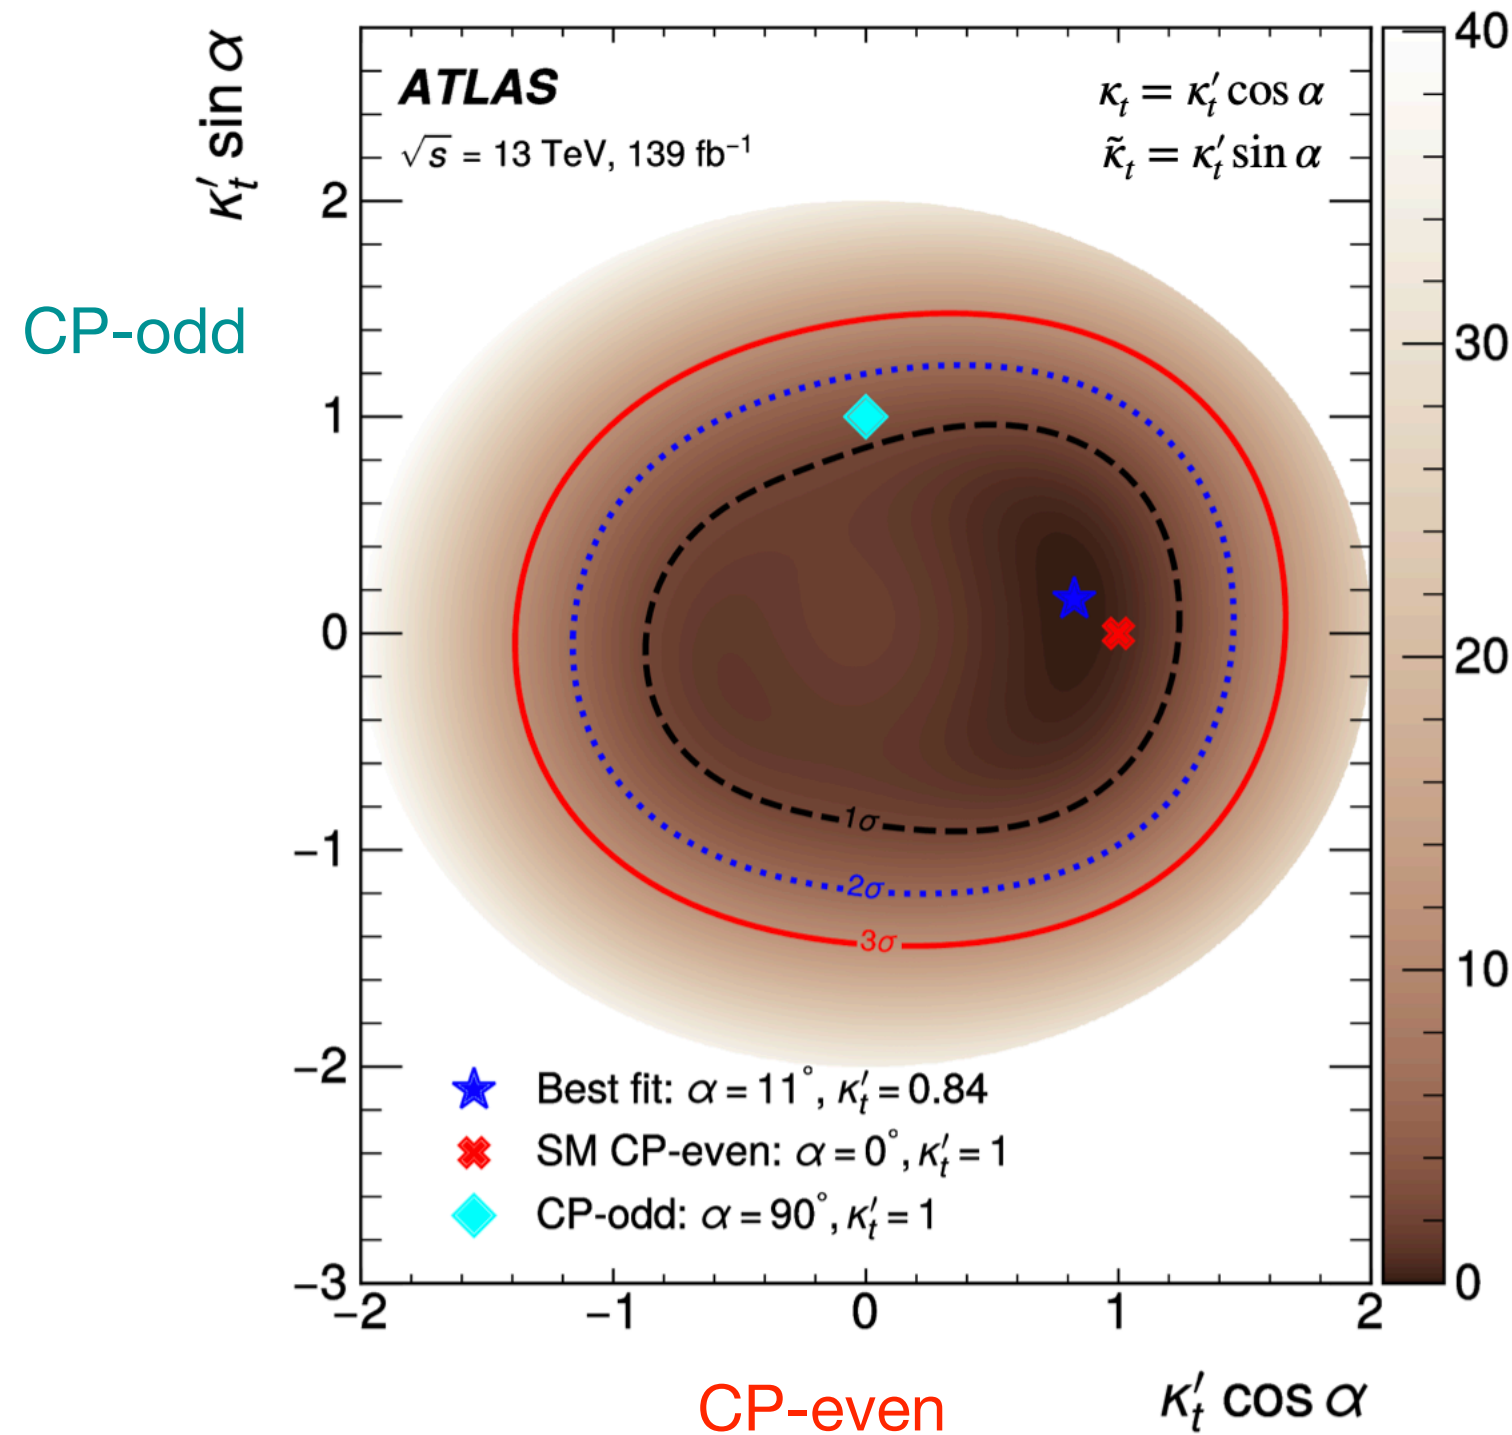 ATLAS
√s = 13 TeV, 139 fb⁻¹
κ_t = κ′_t cos α
κ̃_t = κ′_t sin α
κ′_t sin α
CP-odd
2
1
0
−1
−2
−3
1σ
2σ
3σ
Best fit: α = 11°, κ′_t = 0.84
SM CP-even: α = 0°, κ′_t = 1
CP-odd: α = 90°, κ′_t = 1
−2
−1
0
1
2
40
30
20
10
0
CP-even
κ′_t cos α